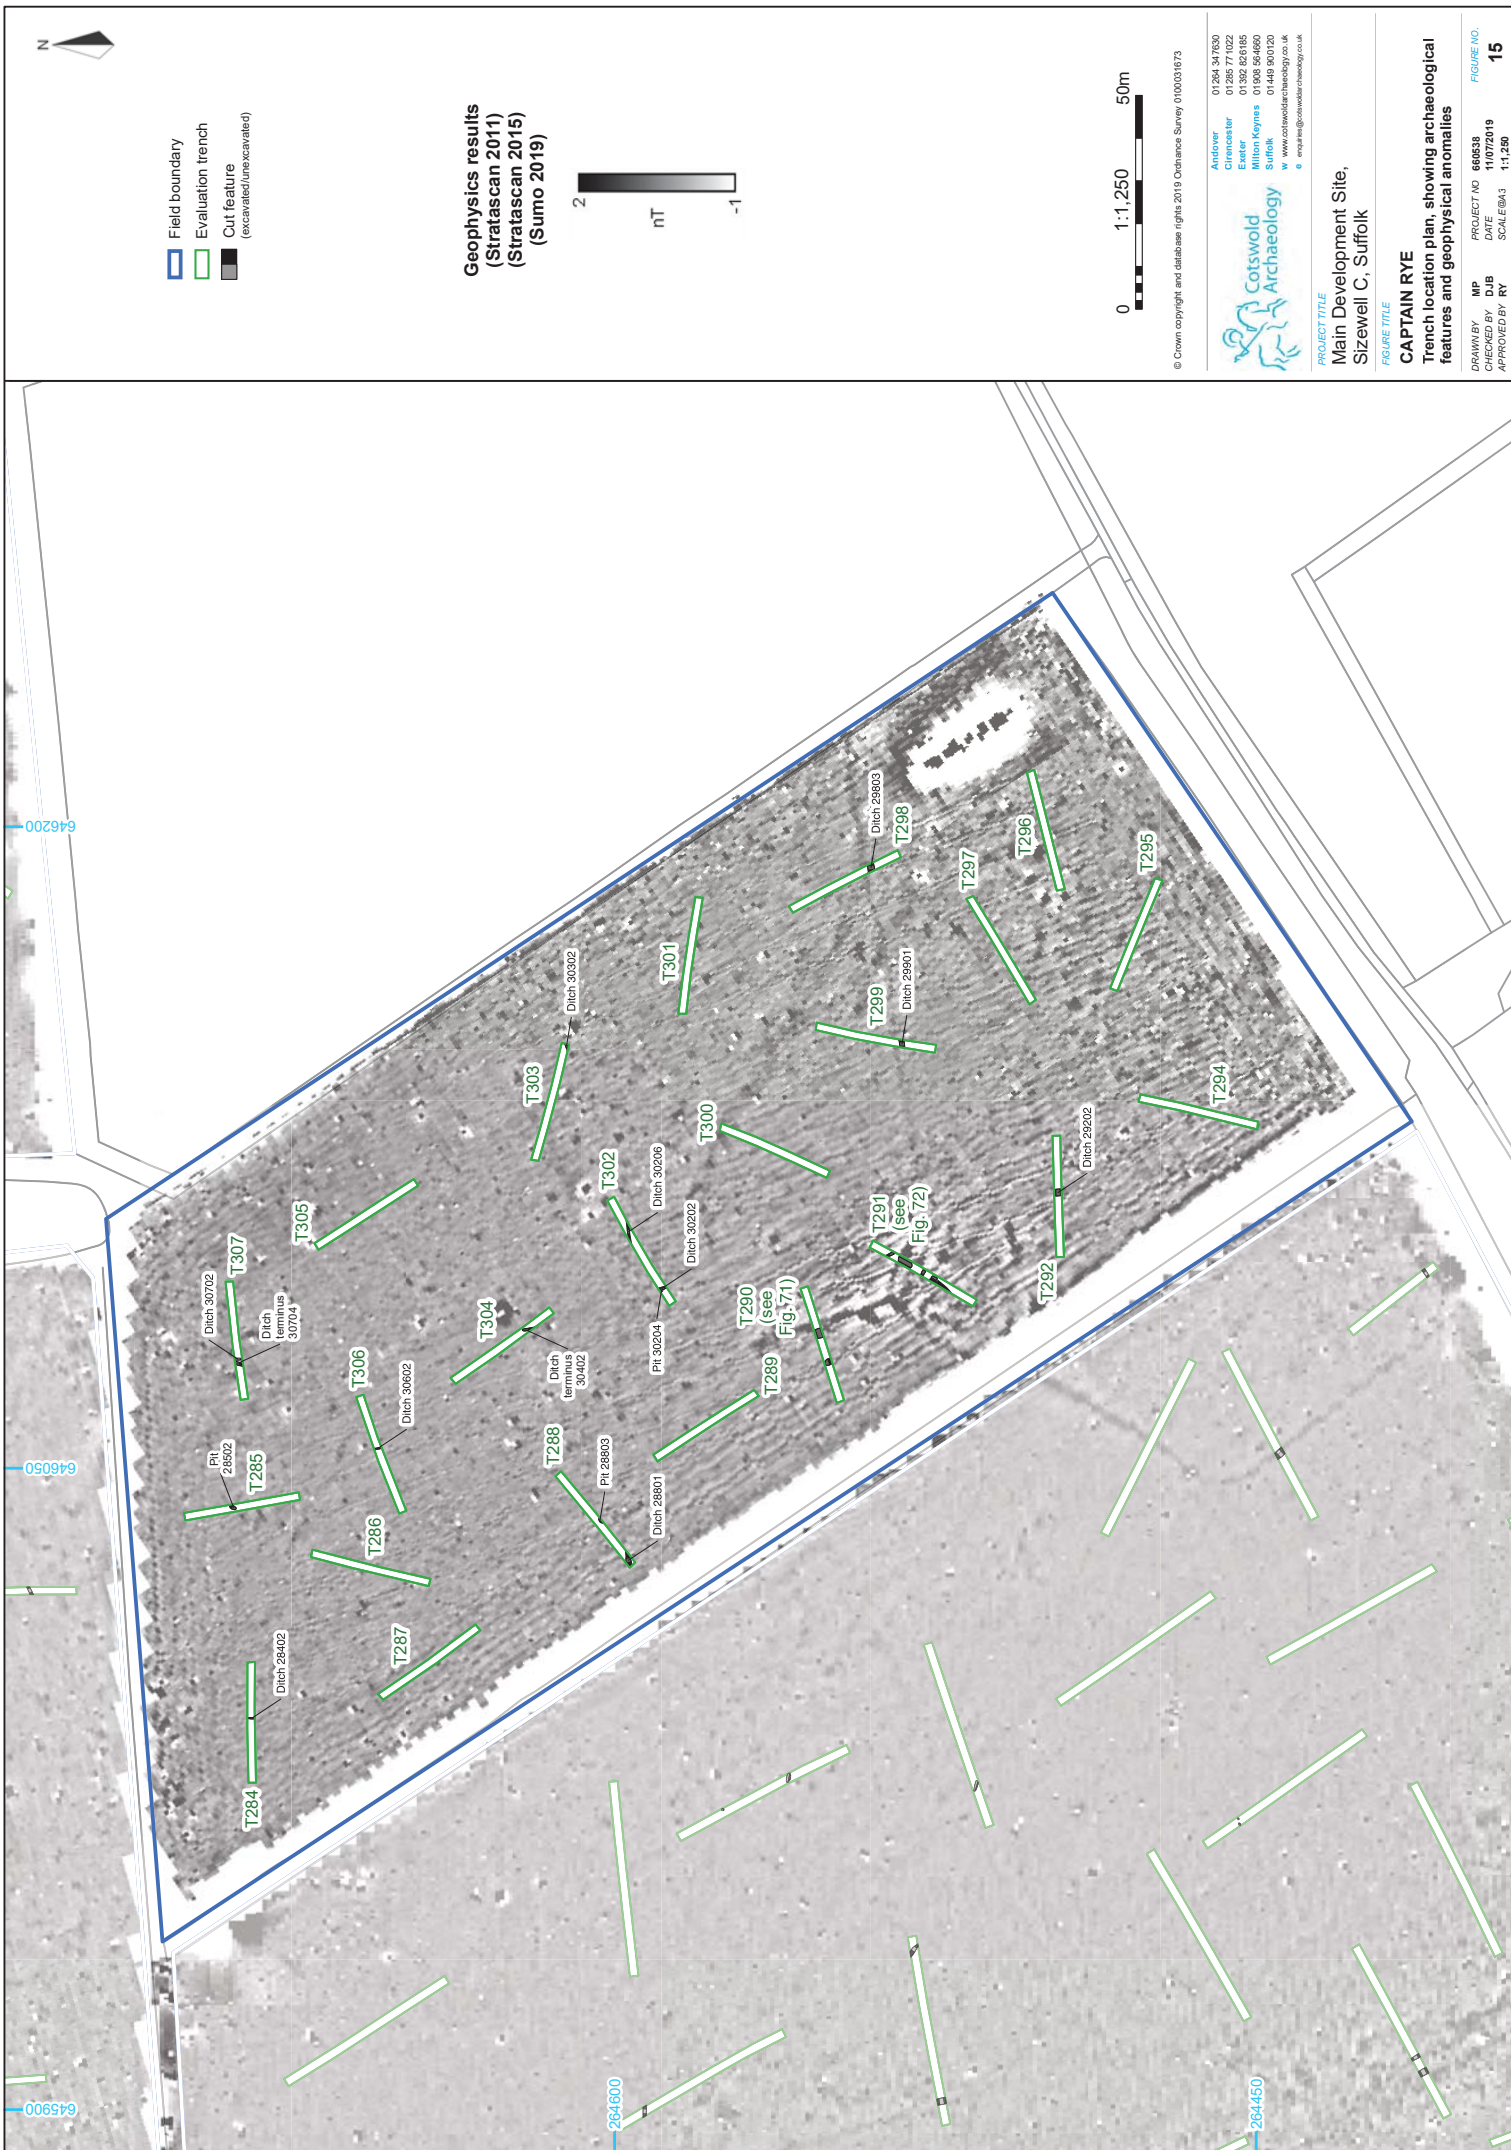 N
Field boundary
Evaluation trench
Cut feature
(excavated/unexcavated)
Geophysics results
(Stratascan 2011)
(Stratascan 2015)
(Sumo 2019)
2
nT
-1
0
1:1,250
50m
© Crown copyright and database rights 2019 Ordnance Survey 0100031673
Cotswold
Archaeology
Andover 01264 347630
Cirencester 01285 771022
Exeter 01392 826185
Milton Keynes 01908 564660
Suffolk 01449 900120
w www.cotswoldarchaeology.co.uk
e enquiries@cotswoldarchaeology.co.uk
PROJECT TITLE
Main Development Site,
Sizewell C, Suffolk
FIGURE TITLE
CAPTAIN RYE
Trench location plan, showing archaeological
features and geophysical anomalies
DRAWN BY MP PROJECT NO 660538 FIGURE NO.
CHECKED BY DJB DATE 11/07/2019
APPROVED BY RY SCALE@A3 1:1,250
15
646200
646050
645900
264600
264450
T284
Ditch 28402
T285
Pit
28502
T286
T287
T288
Pit 28803
Ditch 28801
T289
T290
(see
Fig. 71)
T291
(see
Fig. 72)
T292
Ditch 29202
T294
T295
T296
T297
T298
Ditch 29803
T299
Ditch 29901
T300
T301
T302
Ditch 30206
Ditch 30202
Pit 30204
T303
Ditch 30302
T304
Ditch
terminus
30402
T305
T306
Ditch 30602
T307
Ditch 30702
Ditch
terminus
30704